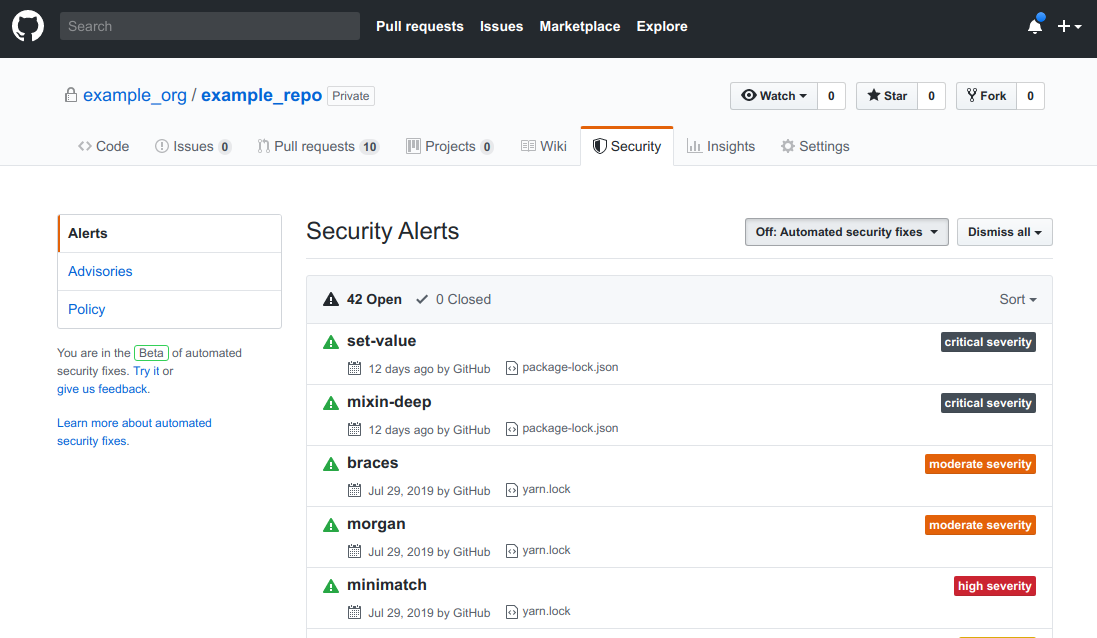 Search Pull requests Issues Marketplace Explore
example_org / example_repo Private Watch 0 Star 0 Fork 0
Code Issues 0 Pull requests 10 Projects 0 Wiki Security Insights Settings
Alerts
Advisories
Policy
You are in the Beta of automated
security fixes. Try it or
give us feedback.
Learn more about automated
security fixes.
Security Alerts Off: Automated security fixes Dismiss all
42 Open 0 Closed Sort
set-value critical severity
12 days ago by GitHub package-lock.json
mixin-deep critical severity
12 days ago by GitHub package-lock.json
braces moderate severity
Jul 29, 2019 by GitHub yarn.lock
morgan moderate severity
Jul 29, 2019 by GitHub yarn.lock
minimatch high severity
Jul 29, 2019 by GitHub yarn.lock